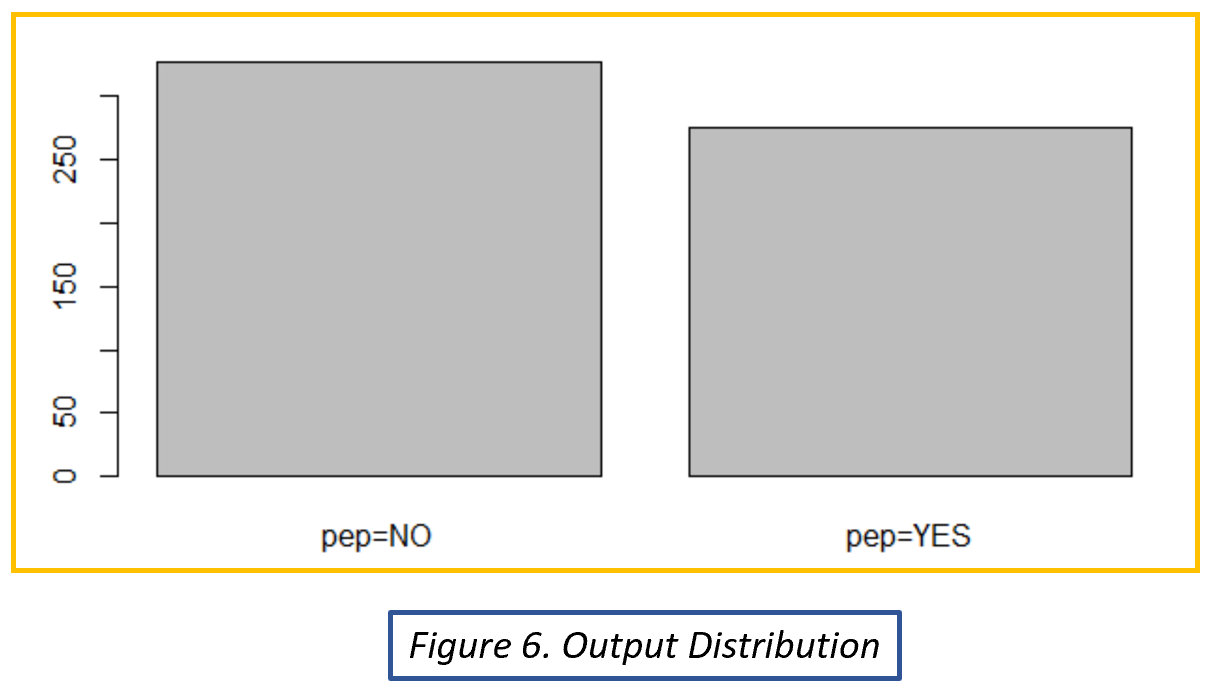 250
150
50
0
pep=NO
pep=YES
Figure 6. Output Distribution